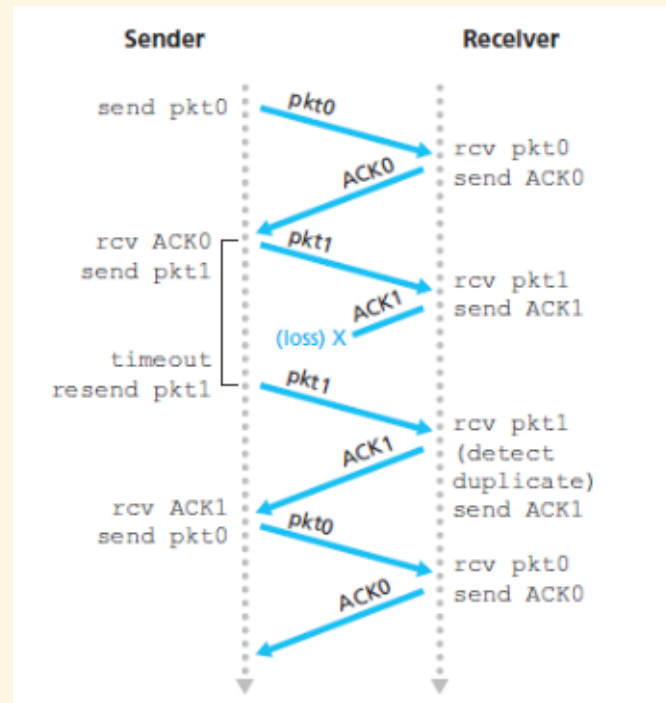 Sender
Receiver
send pkt0
pkt0
rcv pkt0
send ACK0
ACK0
rcv ACK0
send pkt1
pkt1
rcv pkt1
send ACK1
ACK1
(loss) X
timeout
resend pkt1
pkt1
rcv pkt1
(detect
duplicate)
send ACK1
ACK1
rcv ACK1
send pkt0
pkt0
rcv pkt0
send ACK0
ACK0